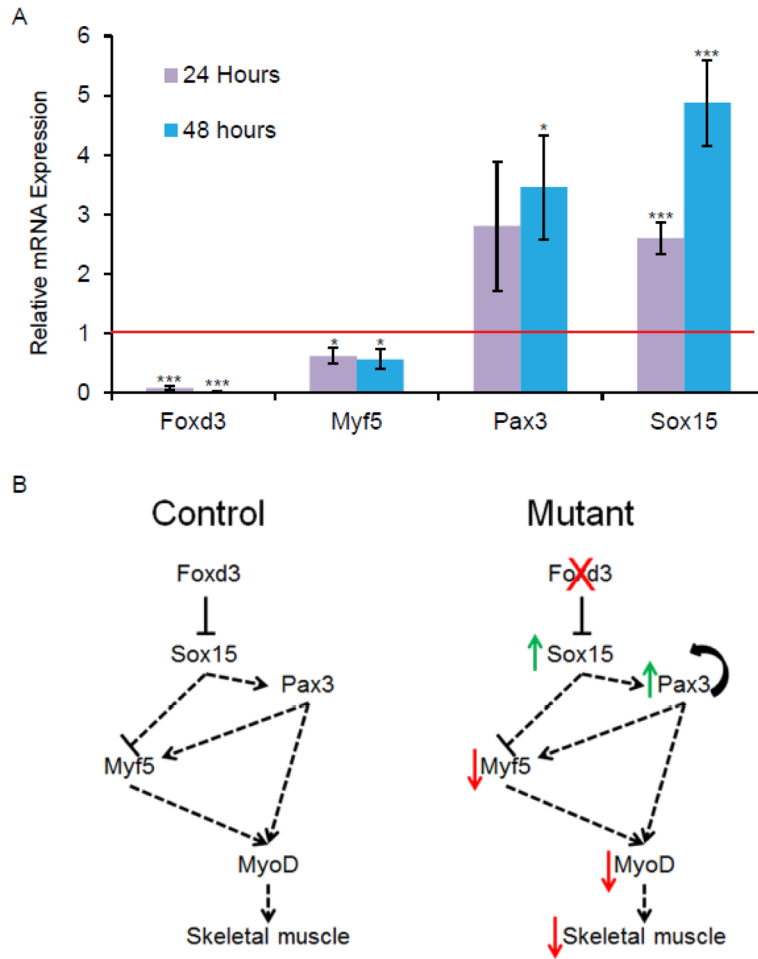 A
Relative mRNA Expression
6
5
4
3
2
1
0
24 Hours
48 hours
*** ***
* *
*
*** ***
Foxd3 Myf5 Pax3 Sox15
B
Control
Foxd3
Sox15
Pax3
Myf5
MyoD
Skeletal muscle
Mutant
Foxd3
Sox15
Pax3
Myf5
MyoD
Skeletal muscle